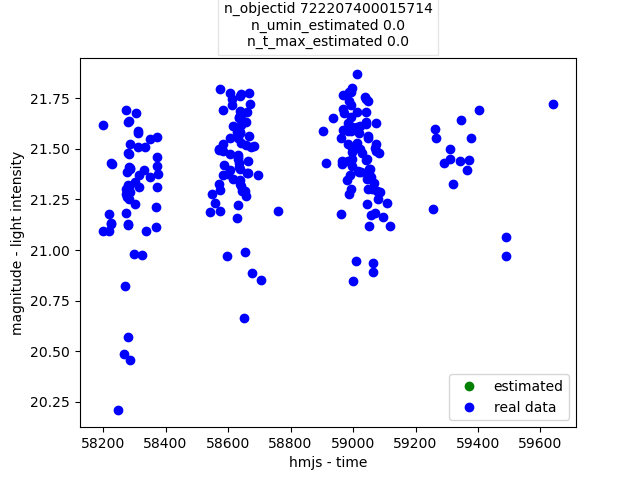 n_objectid 722207400015714
n_umin_estimated 0.0
n_t_max_estimated 0.0
21.75
21.50
21.25
21.00
20.75
20.50
20.25
magnitude - light intensity
estimated
real data
58200 58400 58600 58800 59000 59200 59400 59600
hmjs - time